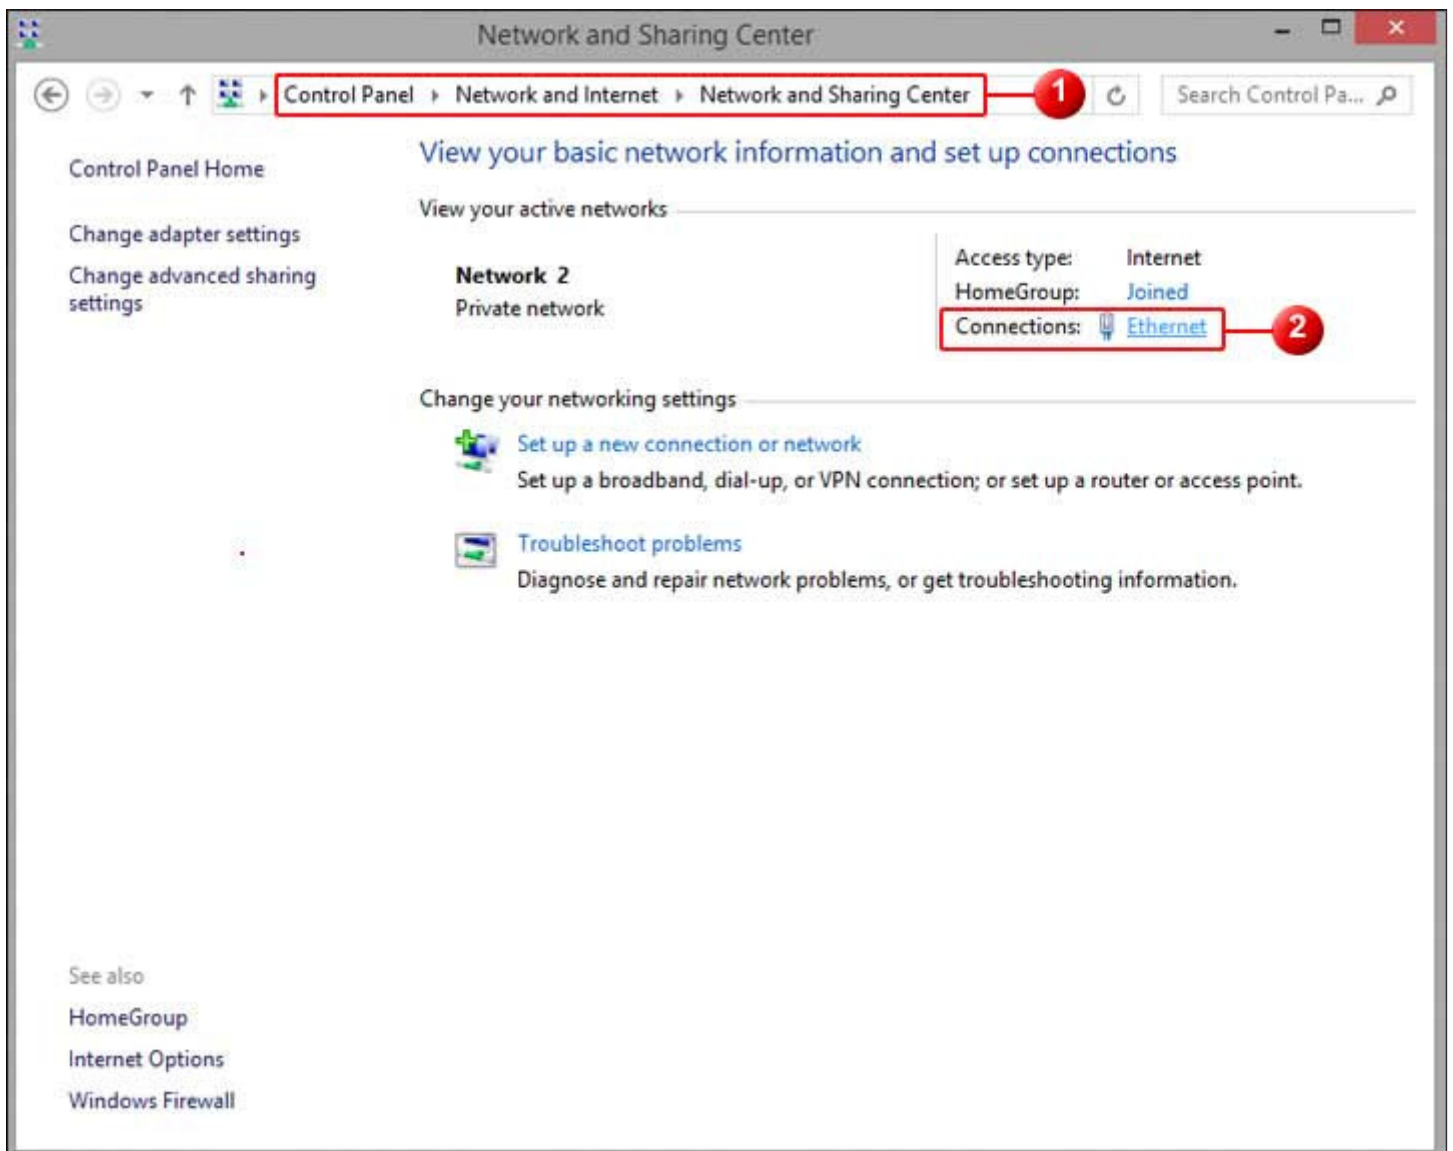 Network and Sharing Center
Control Panel Network and Internet Network and Sharing Center
1
Search Control Pa...
Control Panel Home
Change adapter settings
Change advanced sharing
settings
View your basic network information and set up connections
View your active networks
Network 2
Private network
Access type: Internet
HomeGroup: Joined
Connections: Ethernet
2
Change your networking settings
Set up a new connection or network
Set up a broadband, dial-up, or VPN connection; or set up a router or access point.
Troubleshoot problems
Diagnose and repair network problems, or get troubleshooting information.
See also
HomeGroup
Internet Options
Windows Firewall